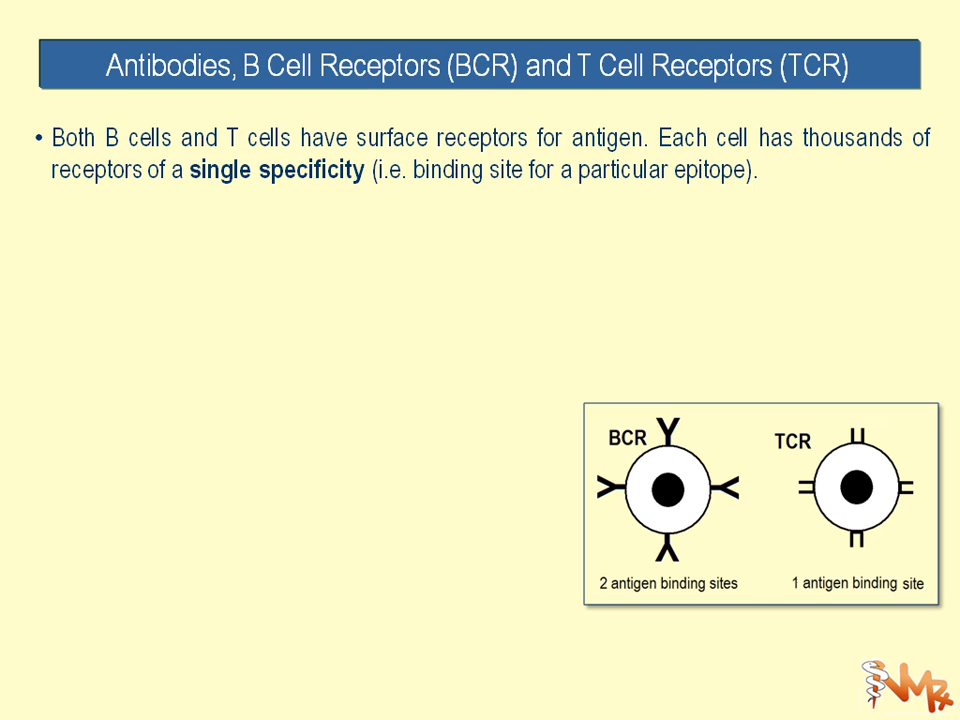 Antibodies, B Cell Receptors (BCR) and T Cell Receptors (TCR)
• Both B cells and T cells have surface receptors for antigen. Each cell has thousands of
receptors of a single specificity (i.e. binding site for a particular epitope).
BCR
TCR
2 antigen binding sites
1 antigen binding site
VMRx